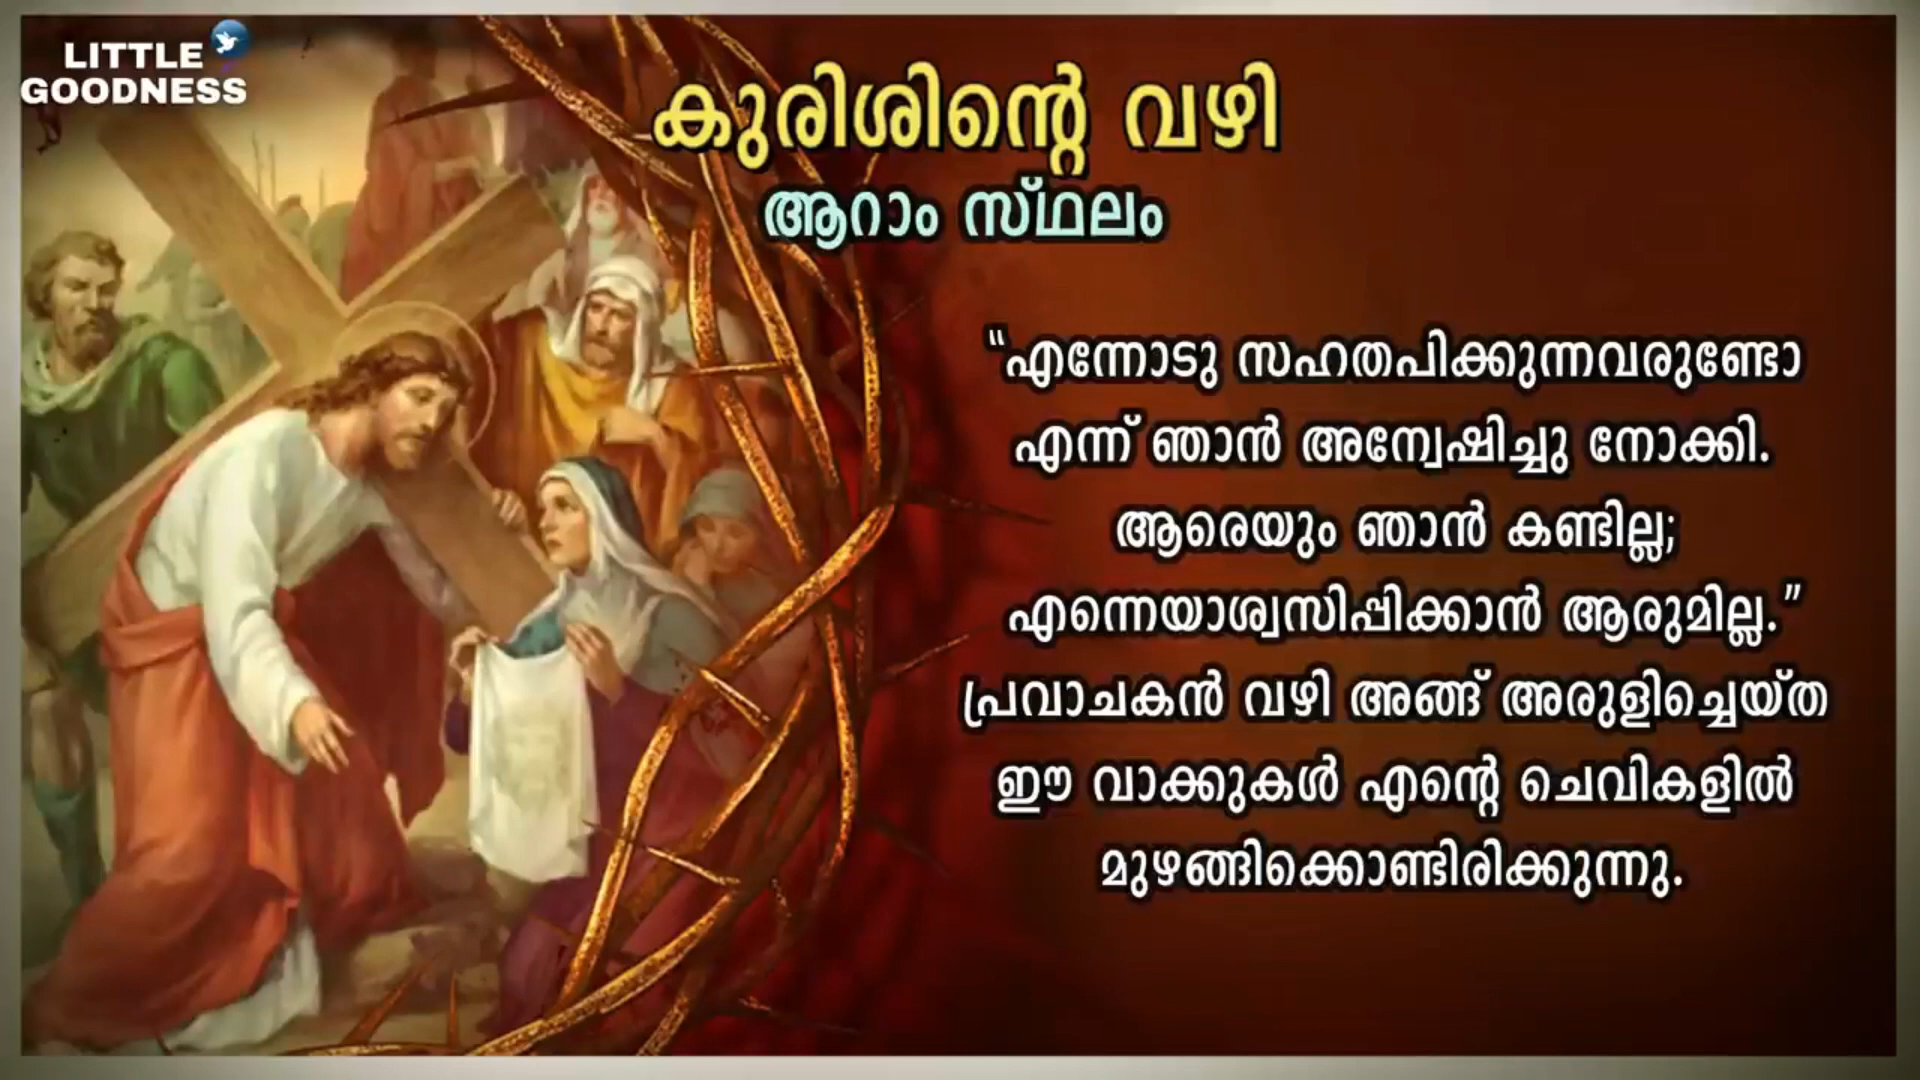 LITTLE
GOODNESS
കുരിശിന്റെ വഴി
ആറാം സ്ഥലം
“എന്നോടു സഹതപിക്കുന്നവരുണ്ടോ
എന്ന് ഞാൻ അന്വേഷിച്ചു നോക്കി.
ആരെയും ഞാൻ കണ്ടില്ല;
എന്നെയാശ്വസിപ്പിക്കാൻ ആരുമില്ല.”
പ്രവാചകൻ വഴി അങ്ങ് അരുളിച്ചെയ്ത
ഈ വാക്കുകൾ എന്റെ ചെവികളിൽ
മുഴങ്ങിക്കൊണ്ടിരിക്കുന്നു.